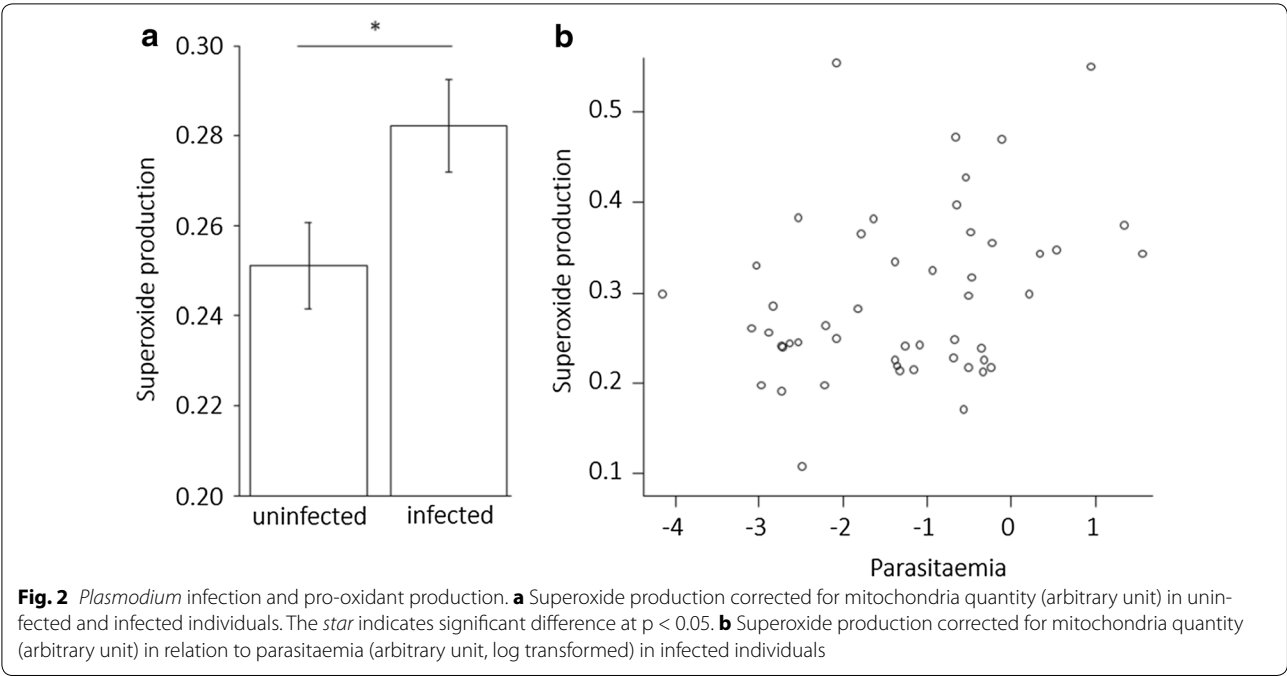 a
*
0.30
0.28
0.26
0.24
0.22
0.20
Superoxide production
uninfected infected
b
0.5
0.4
0.3
0.2
0.1
Superoxide production
-4 -3 -2 -1 0 1
Parasitaemia
Fig. 2 Plasmodium infection and pro-oxidant production. a Superoxide production corrected for mitochondria quantity (arbitrary unit) in unin-
fected and infected individuals. The star indicates significant difference at p < 0.05. b Superoxide production corrected for mitochondria quantity
(arbitrary unit) in relation to parasitaemia (arbitrary unit, log transformed) in infected individuals